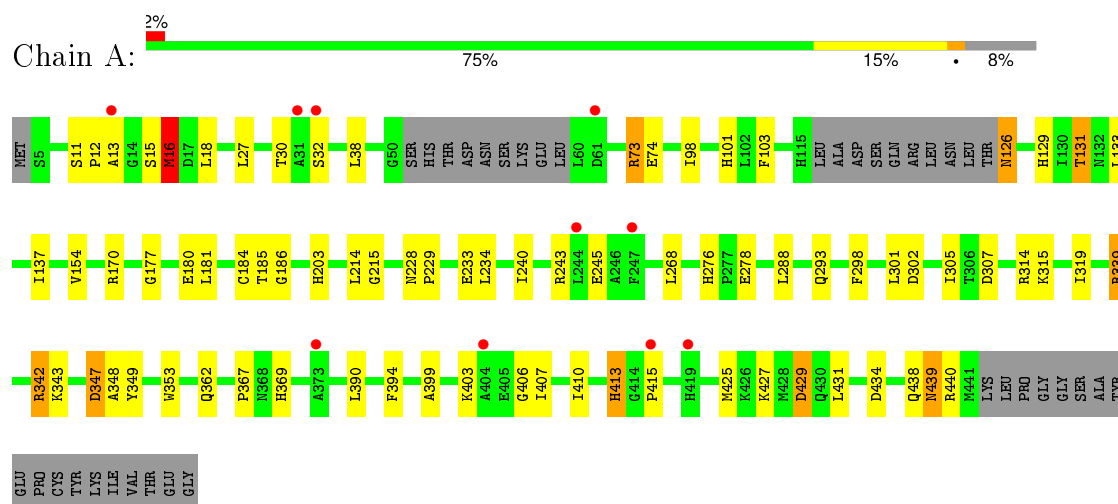 2%
Chain A:
75% 15% • 8%
MET S5 S11 P12 A13 G14 S15 M16 D17 L18 L27 T30 A31 S32 L38 G50 SER HIS THR ASP ASN SER LYS GLU LEU L60 D61 R73 E74 I98 H101 L102 F103 H115 LEU ALA ASP SER GLN ARG LEU ASN LEU THR N126 H129 I130 T131 N132 L133
I137 V154 R170 G177 E180 L181 C184 T185 G186 H203 L214 G215 N228 P229 E233 L234 I240 R243 L244 E245 A246 F247 L268 H276 P277 E278 L288 Q293 F298 L301 D302 I305 T306 D307 R314 K315 I319
R342 K343 D347 A348 Y349 W353 Q362 P367 N368 H369 A373 L390 F394 A399 K403 A404 E405 G406 I407 I410 H413 G414 P415 H419 M425 K426 K427 M428 D429 Q430 L431 D434 Q438 N439 R440 M441 LYS LEU PRO GLY GLY SER ALA TYR
GLU PRO CYS TYR LYS ILE VAL THR GLU GLY